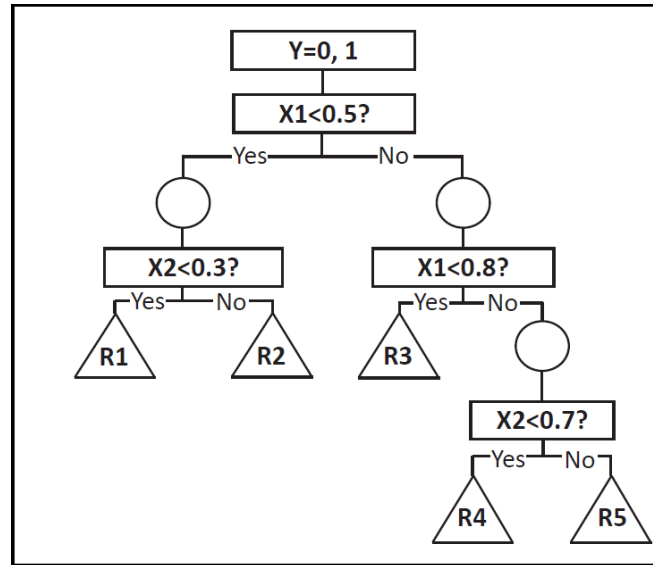 Y=0, 1
X1<0.5?
Yes No
X2<0.3? X1<0.8?
Yes No Yes No
R1 R2 R3
X2<0.7?
Yes No
R4 R5